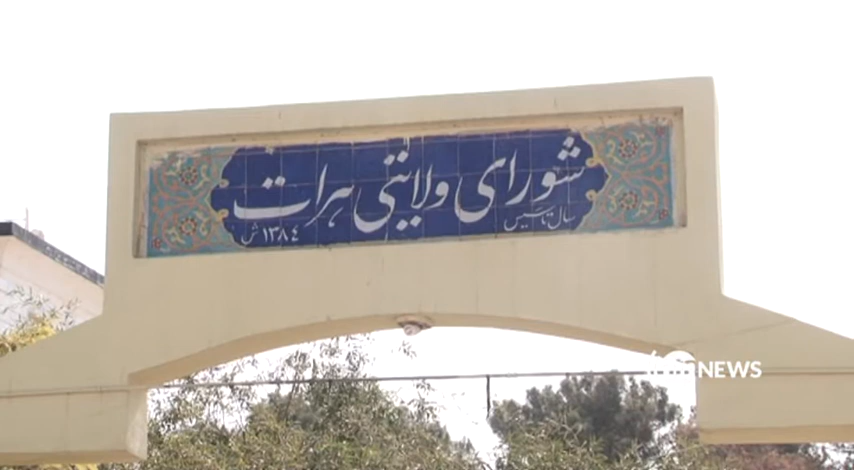 شورای ولایتی هرات
سال تاسیس ۱۳۸۴ ش
NEWS